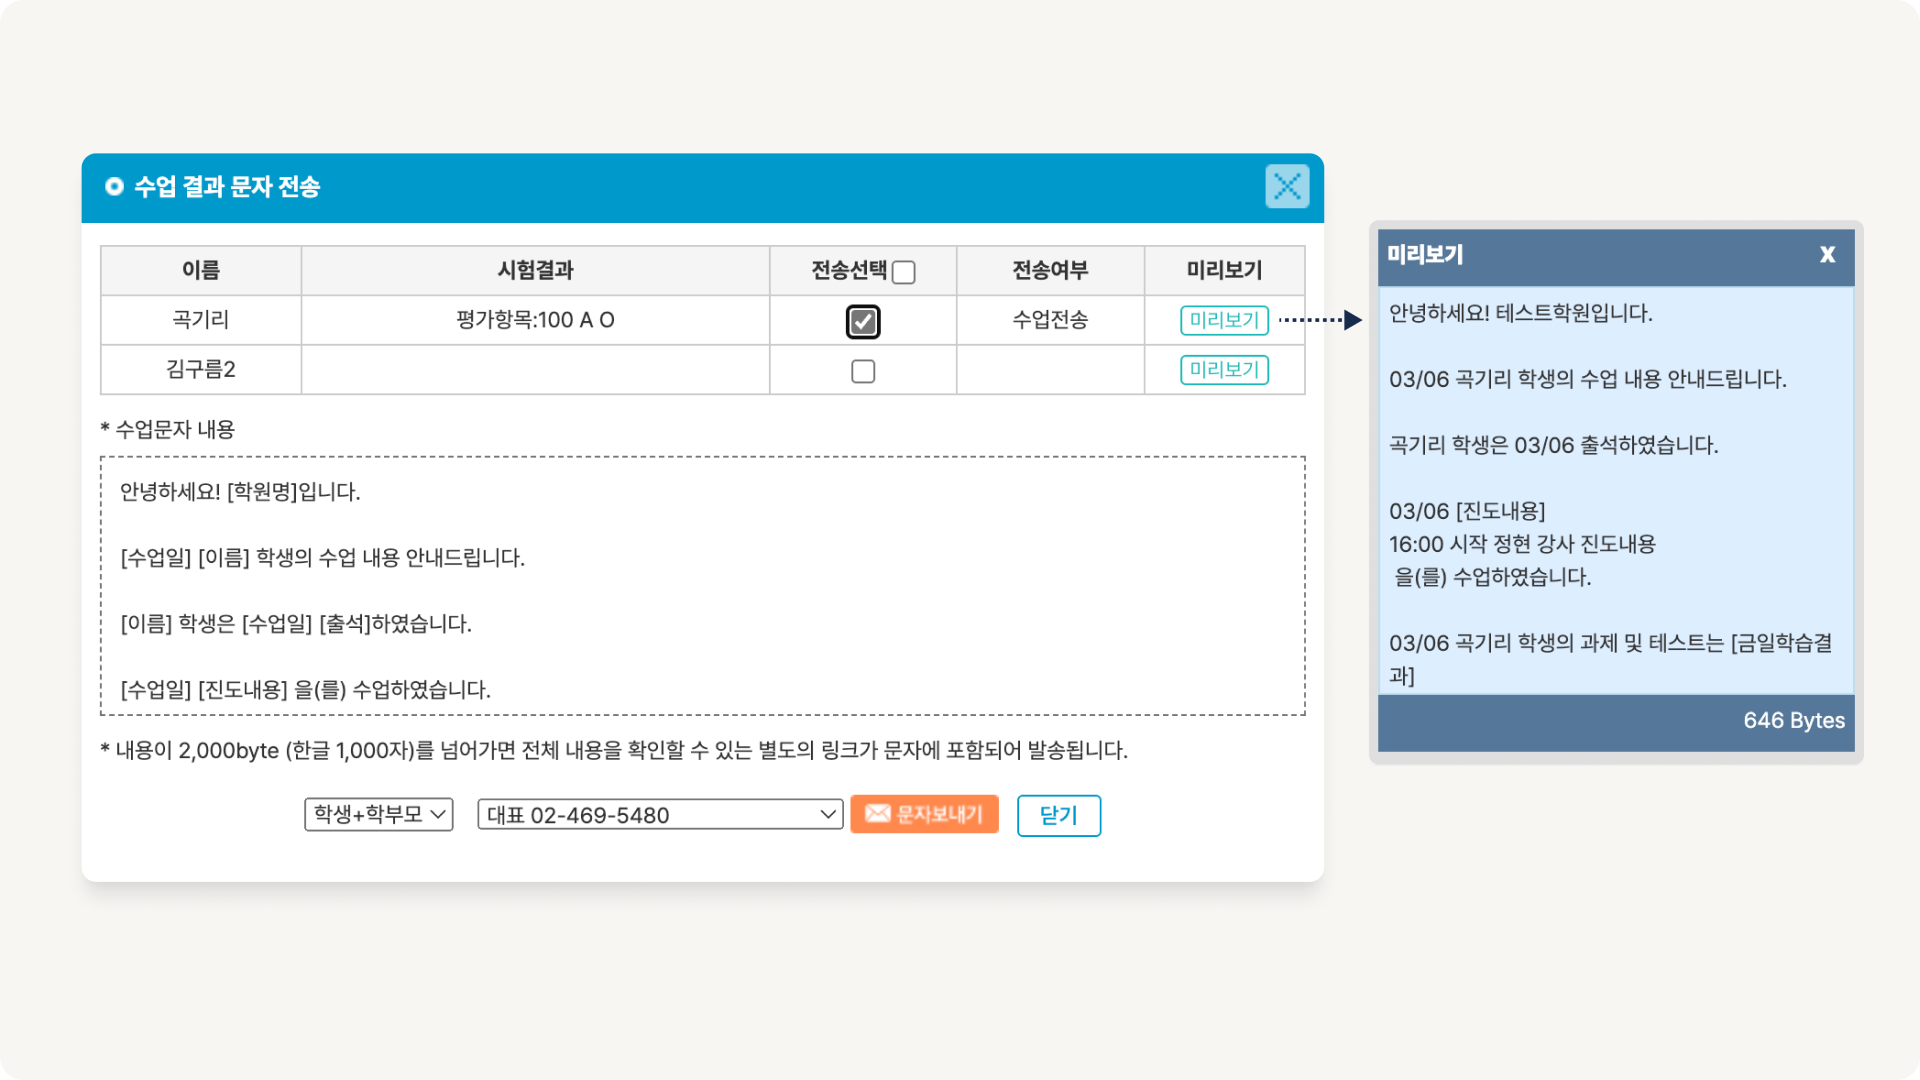 수업 결과 문자 전송
이름 시험결과 전송선택 전송여부 미리보기
곡기리 평가항목:100 A O 수업전송 미리보기
김구름2 미리보기
* 수업문자 내용
안녕하세요! [학원명]입니다.
[수업일] [이름] 학생의 수업 내용 안내드립니다.
[이름] 학생은 [수업일] [출석]하였습니다.
[수업일] [진도내용] 을(를) 수업하였습니다.
* 내용이 2,000byte (한글 1,000자)를 넘어가면 전체 내용을 확인할 수 있는 별도의 링크가 문자에 포함되어 발송됩니다.
학생+학부모 대표 02-469-5480 문자보내기 닫기
미리보기 X
안녕하세요! 테스트학원입니다.
03/06 곡기리 학생의 수업 내용 안내드립니다.
곡기리 학생은 03/06 출석하였습니다.
03/06 [진도내용]
16:00 시작 정현 강사 진도내용
을(를) 수업하였습니다.
03/06 곡기리 학생의 과제 및 테스트는 [금일학습결
과]
646 Bytes